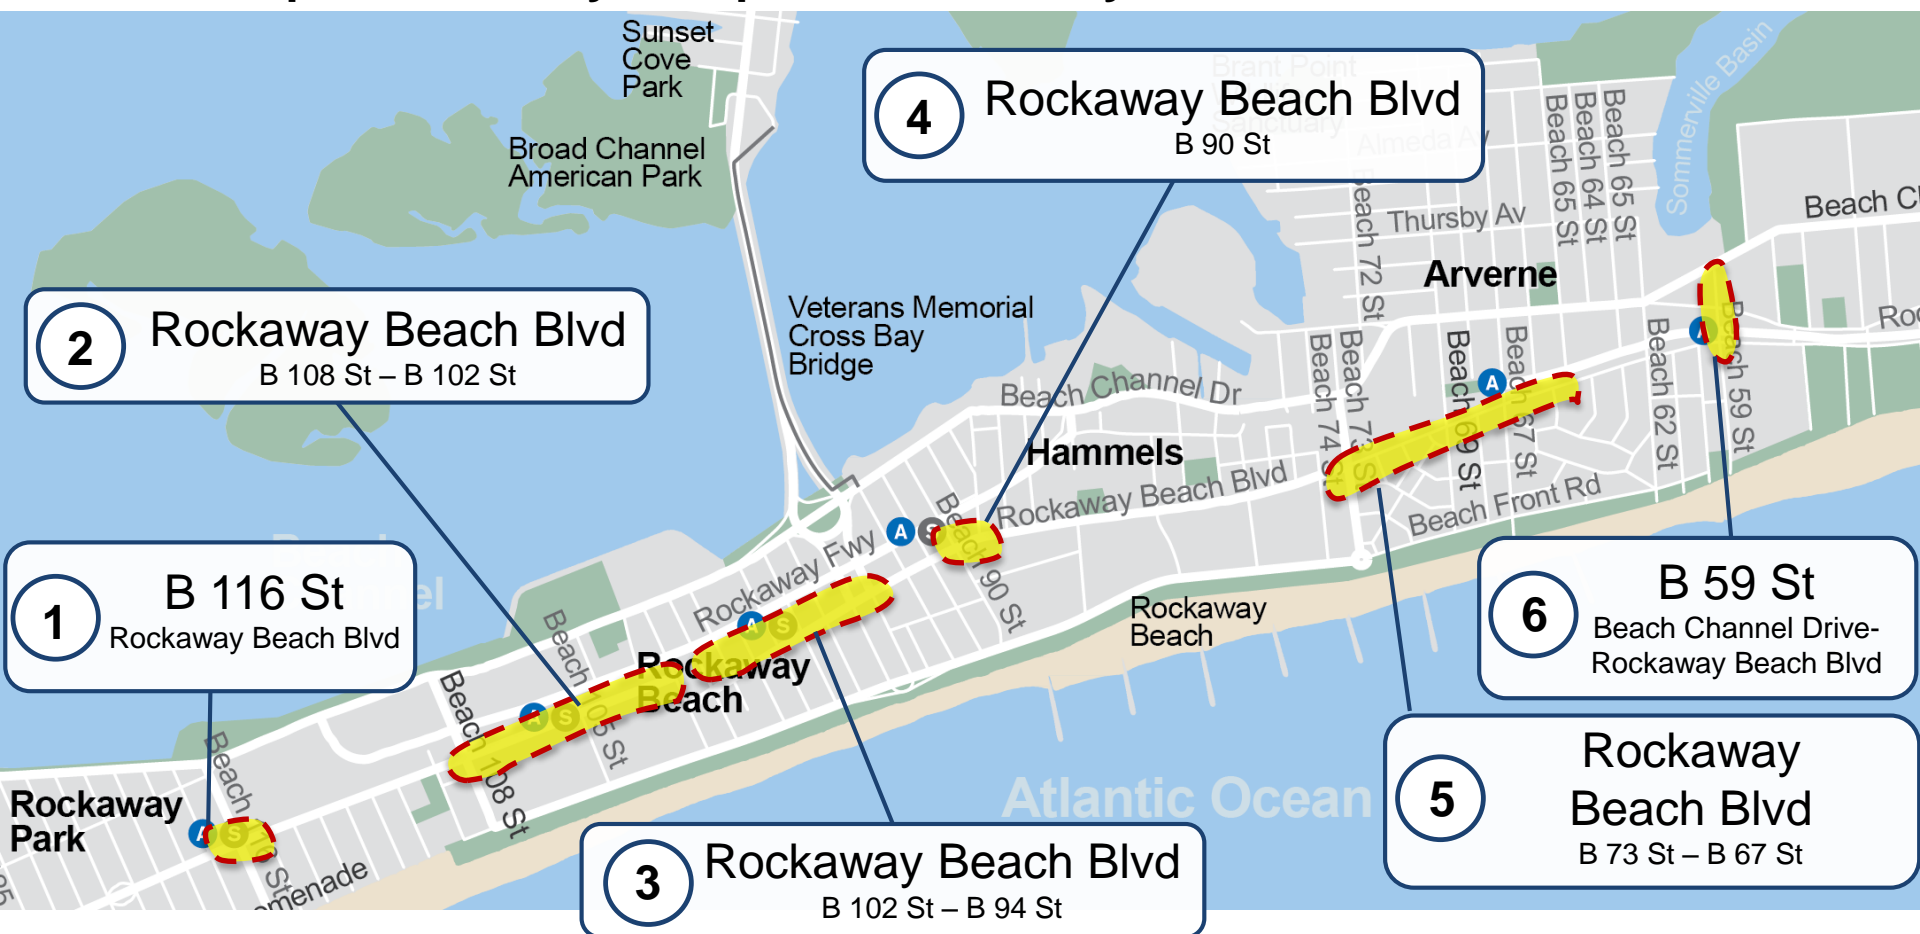 Sunset
Cove
Park
Broad Channel
American Park
4
Rockaway Beach Blvd
B 90 St
Brant Point
Sanctuary
Almeda Av
Beach 65 St
Beach 64 St
Beach 65 St
Sommerville Basin
Beach 72 St
Thursby Av
Arverne
2
Rockaway Beach Blvd
B 108 St – B 102 St
Veterans Memorial
Cross Bay
Bridge
Beach Channel Dr
Hammels
Rockaway Beach Blvd
Beach 74 St
Beach 73 St
A
Beach 69 St
Beach 67 St
Beach 62 St
A
Beach 59 St
Beach Front Rd
1
B 116 St
Rockaway Beach Blvd
Rockaway Fwy
A
S
Beach 90 St
Rockaway
Beach
6
B 59 St
Beach Channel Drive-
Rockaway Beach Blvd
A
S
Rockaway
Beach
Beach 105 St
A
S
Beach 108 St
Rockaway
Park
A
S
Atlantic Ocean
5
Rockaway
Beach Blvd
B 73 St – B 67 St
3
Rockaway Beach Blvd
B 102 St – B 94 St